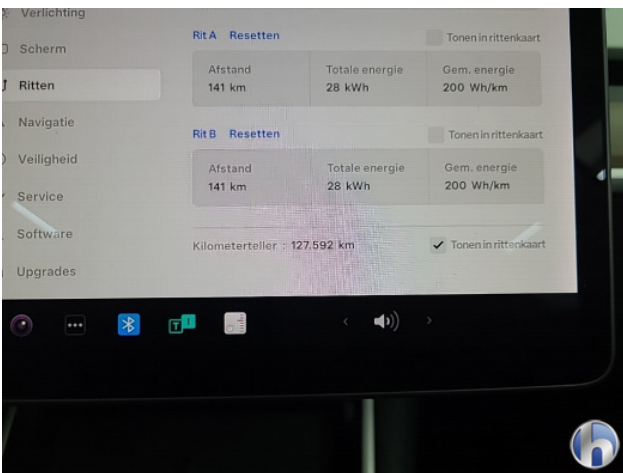 Verlichting
Scherm
Ritten
Navigatie
Veiligheid
Service
Software
Upgrades
Rit A Resetten
Tonen in rittenkaart
Afstand Totale energie Gem. energie
141 km 28 kWh 200 Wh/km
Rit B Resetten
Tonen in rittenkaart
Afstand Totale energie Gem. energie
141 km 28 kWh 200 Wh/km
Kilometerteller : 127.592 km
Tonen in rittenkaart
T
h